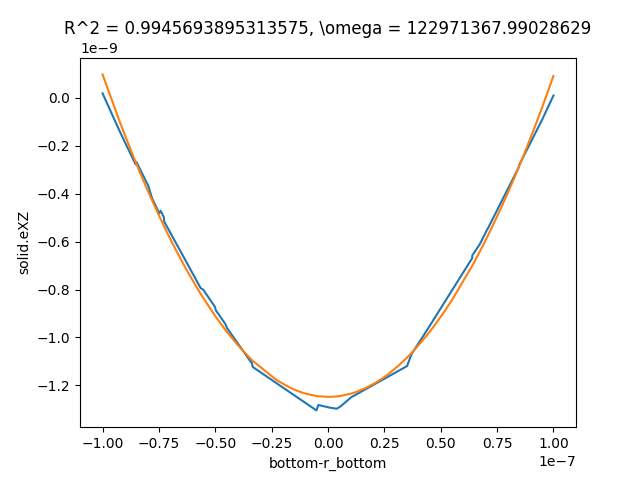 R^2 = 0.9945693895313575, \omega = 122971367.99028629
1e−9
0.0
−0.2
−0.4
−0.6
−0.8
−1.0
−1.2
solid.eXZ
−1.00 −0.75 −0.50 −0.25 0.00 0.25 0.50 0.75 1.00
bottom-r_bottom
1e−7